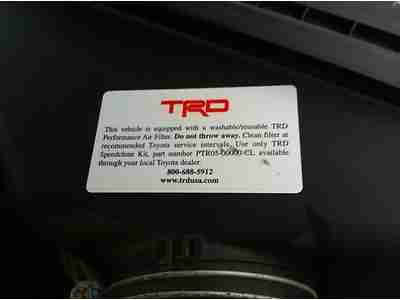 TRD
This vehicle is equipped with a washable/reusable TRD
Performance Air Filter. Do not throw away. Clean filter at
recommended Toyota service intervals. Use only TRD
Speedclene Kit, part number PTR03-00000-CL, available
through your local Toyota dealer.
800-688-5912
www.trdusa.com